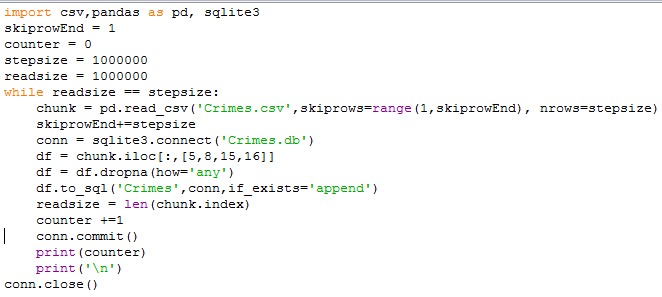 import csv,pandas as pd, sqlite3
skiprowEnd = 1
counter = 0
stepsize = 1000000
readsize = 1000000
while readsize == stepsize:
    chunk = pd.read_csv('Crimes.csv',skiprows=range(1,skiprowEnd), nrows=stepsize)
    skiprowEnd+=stepsize
    conn = sqlite3.connect('Crimes.db')
    df = chunk.iloc[:,[5,8,15,16]]
    df = df.dropna(how='any')
    df.to_sql('Crimes',conn,if_exists='append')
    readsize = len(chunk.index)
    counter +=1
    conn.commit()
    print(counter)
    print('\n')
conn.close()